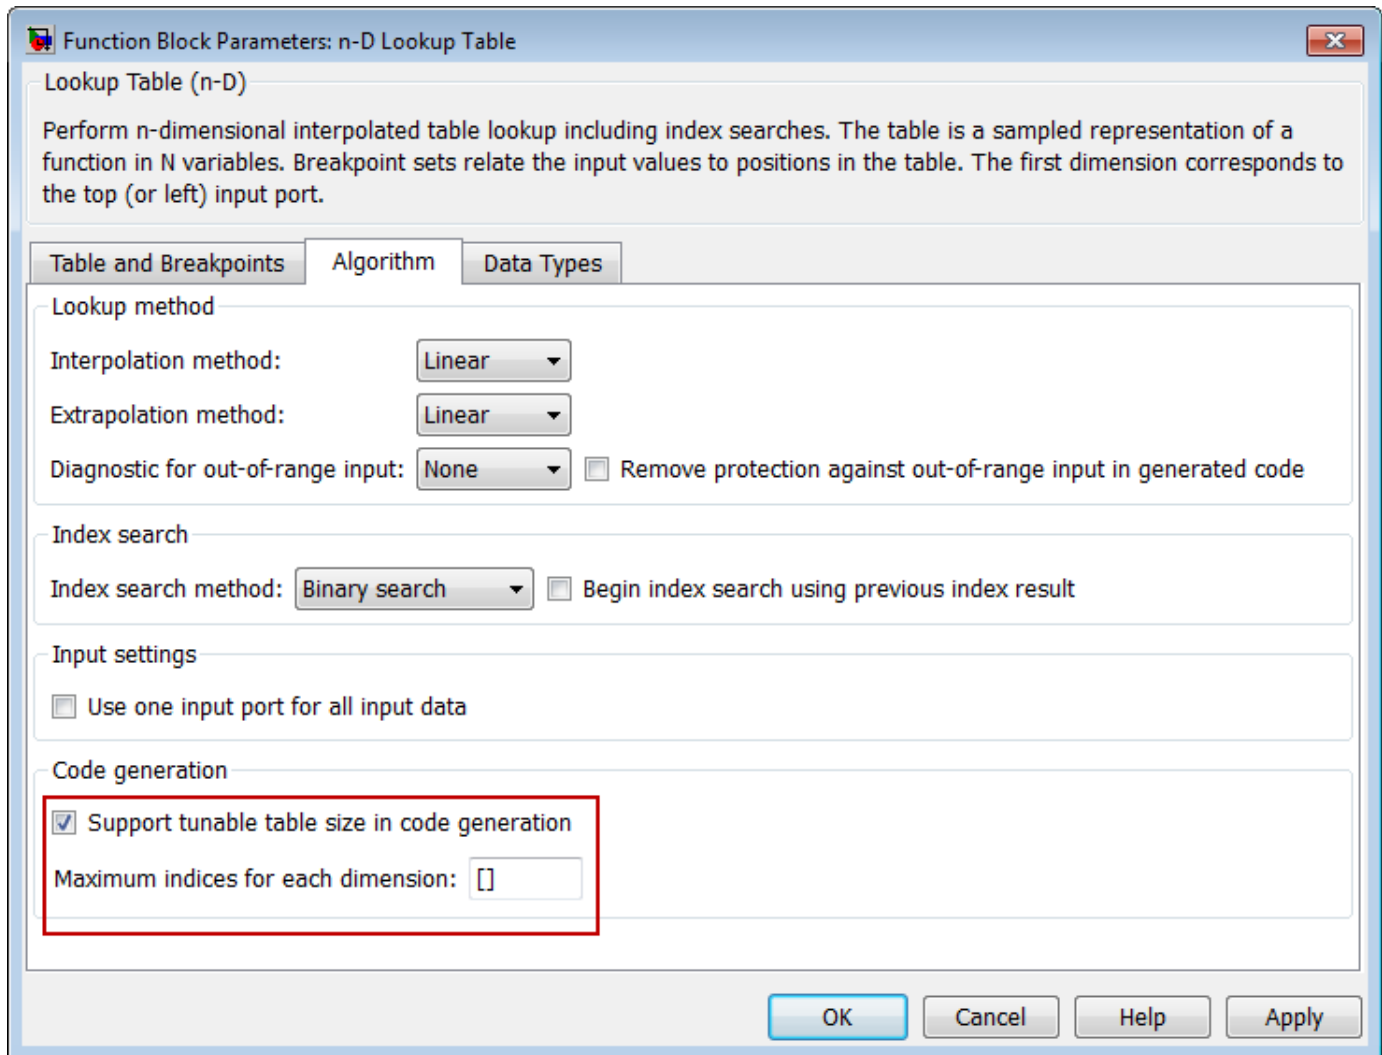 Function Block Parameters: n-D Lookup Table
Lookup Table (n-D)
Perform n-dimensional interpolated table lookup including index searches. The table is a sampled representation of a
function in N variables. Breakpoint sets relate the input values to positions in the table. The first dimension corresponds to
the top (or left) input port.
Table and Breakpoints Algorithm Data Types
Lookup method
Interpolation method: Linear
Extrapolation method: Linear
Diagnostic for out-of-range input: None Remove protection against out-of-range input in generated code
Index search
Index search method: Binary search Begin index search using previous index result
Input settings
Use one input port for all input data
Code generation
Support tunable table size in code generation
Maximum indices for each dimension: []
OK Cancel Help Apply